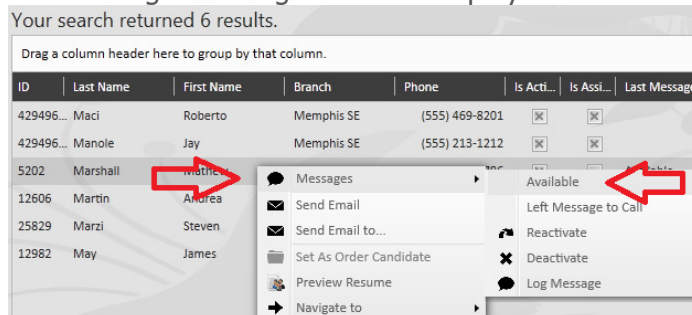 Your search returned 6 results.
Drag a column header here to group by that column.
ID Last Name First Name Branch Phone Is Acti... Is Assi... Last Message
429496... Maci Roberto Memphis SE (555) 469-8201
429496... Manole Jay Memphis SE (555) 213-1212
5202 Marshall
12606 Martin Andrea
25829 Marzi Steven
12982 May James
Messages
Send Email
Send Email to...
Set As Order Candidate
Preview Resume
Navigate to
Available
Left Message to Call
Reactivate
Deactivate
Log Message